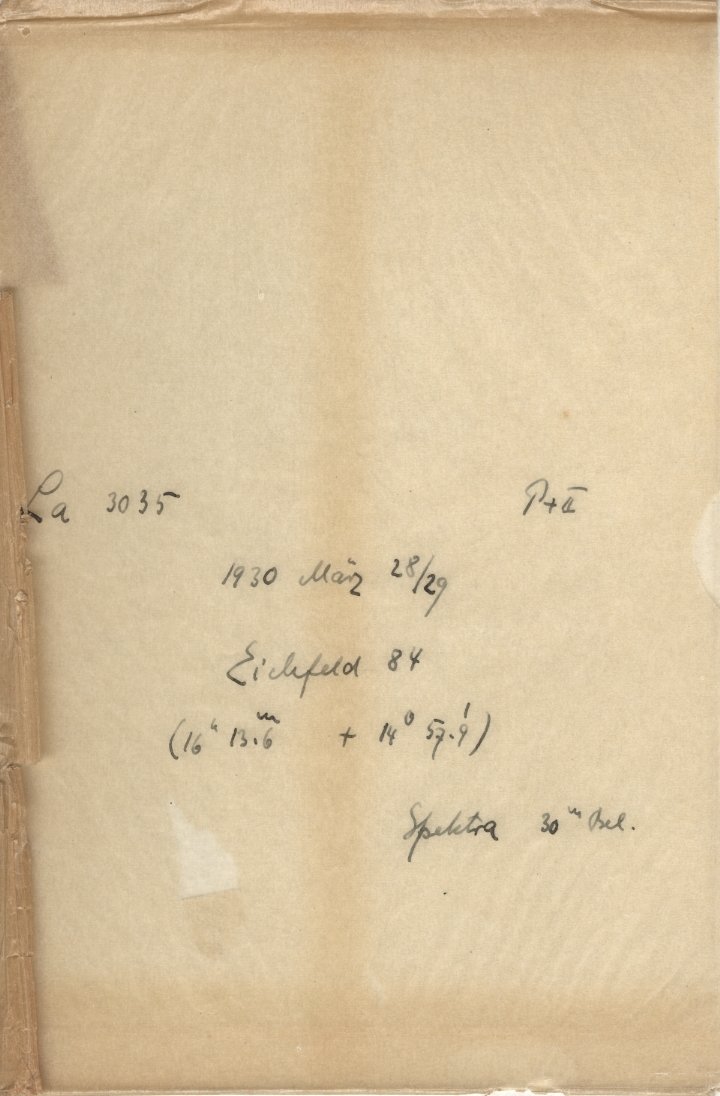 La 3035 P+II
1930 März 28/29
Eichfeld 84
(16ʰ 13.6ᵐ + 14° 57.9')
Spektra 30ᵐ Bel.